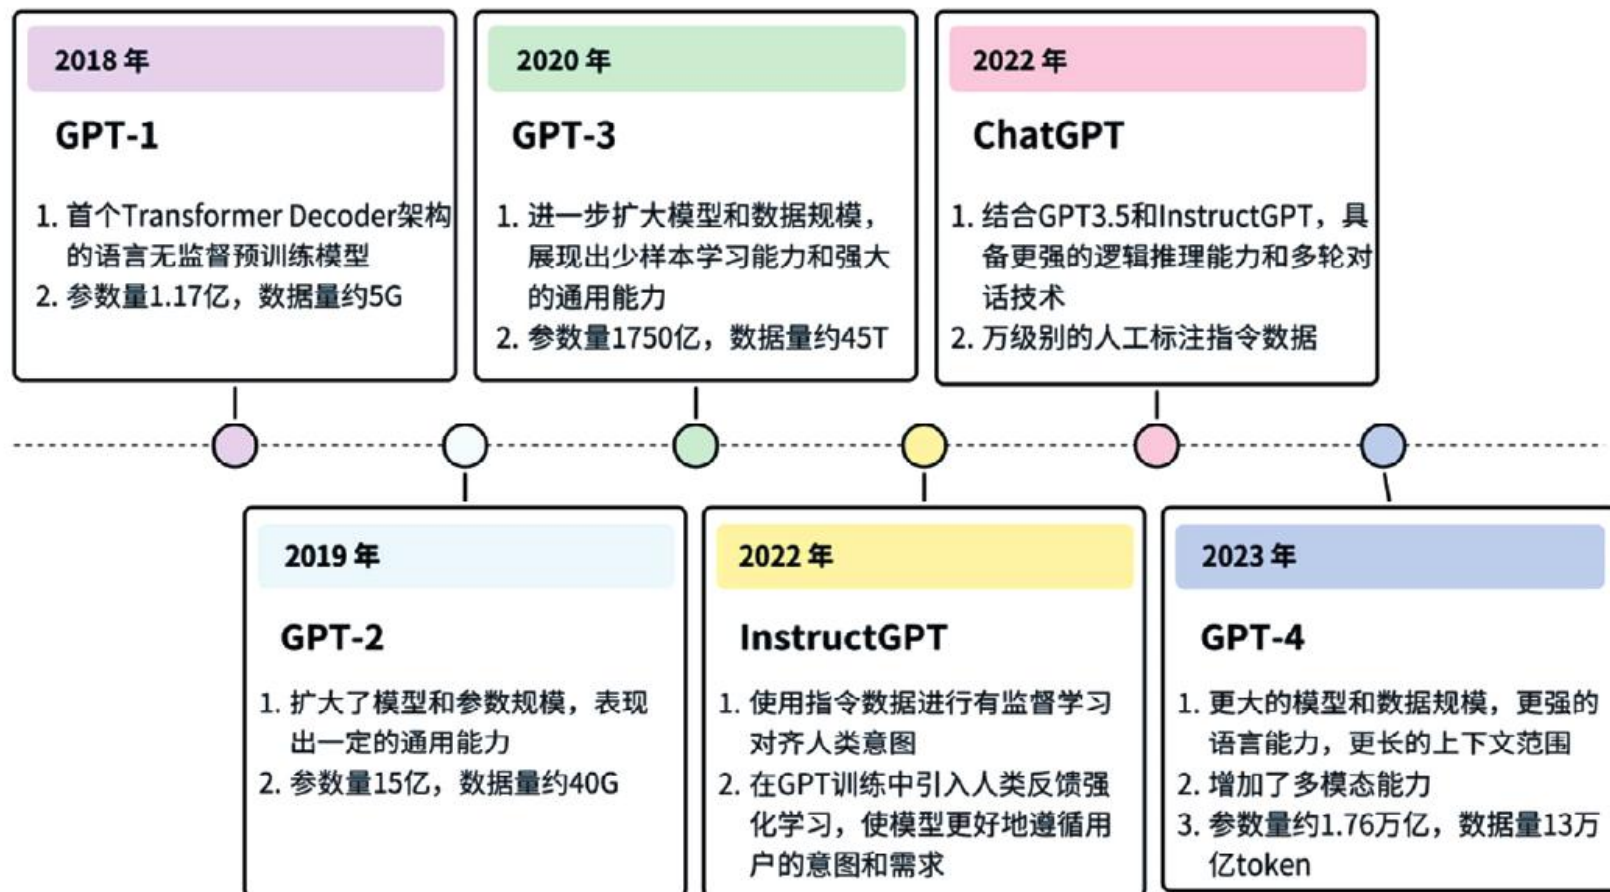 2018 年
GPT-1
1. 首个Transformer Decoder架构
的语言无监督预训练模型
2. 参数量1.17亿，数据量约5G
2020 年
GPT-3
1. 进一步扩大模型和数据规模，
展现出少样本学习能力和强大
的通用能力
2. 参数量1750亿，数据量约45T
2022 年
ChatGPT
1. 结合GPT3.5和InstructGPT，具
备更强的逻辑推理能力和多轮对
话技术
2. 万级别的人工标注指令数据
2019 年
GPT-2
1. 扩大了模型和参数规模，表现
出一定的通用能力
2. 参数量15亿，数据量约40G
2022 年
InstructGPT
1. 使用指令数据进行有监督学习
对齐人类意图
2. 在GPT训练中引入人类反馈强
化学习，使模型更好地遵循用
户的意图和需求
2023 年
GPT-4
1. 更大的模型和数据规模，更强的
语言能力，更长的上下文范围
2. 增加了多模态能力
3. 参数量约1.76万亿，数据量13万
亿token